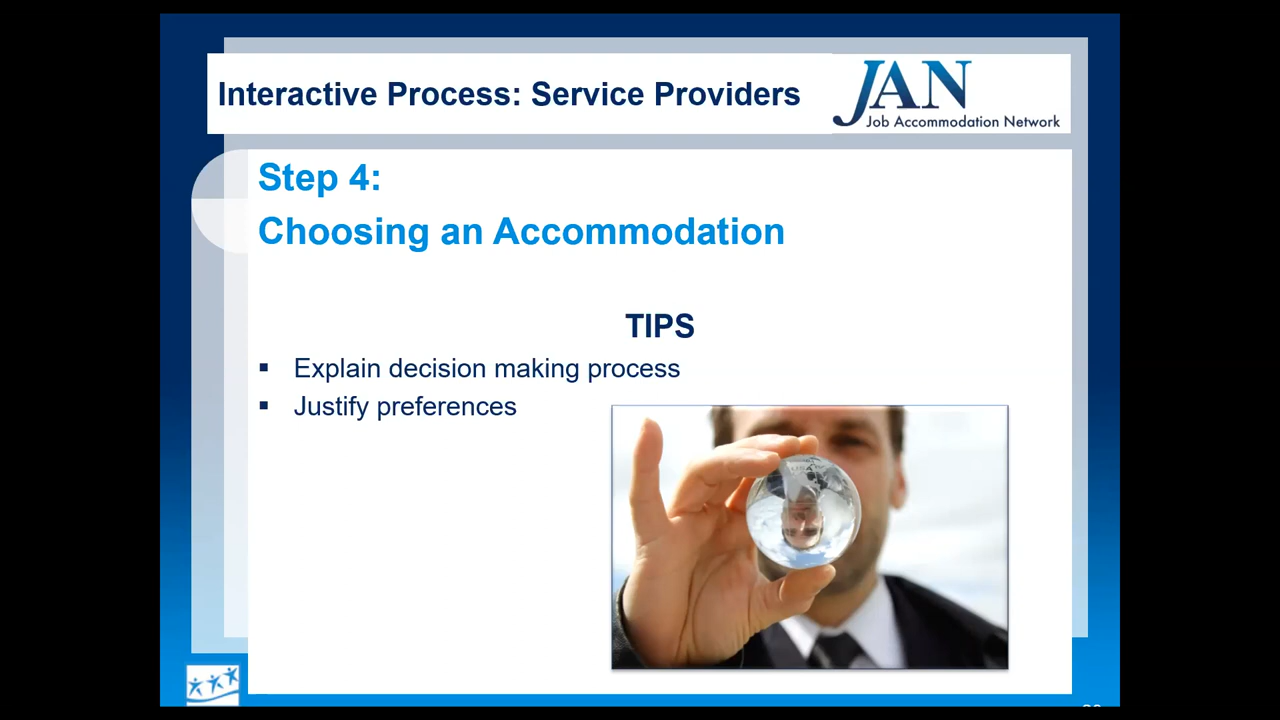 Interactive Process: Service Providers
JAN
Job Accommodation Network
Step 4:
Choosing an Accommodation
TIPS
▪ Explain decision making process
▪ Justify preferences